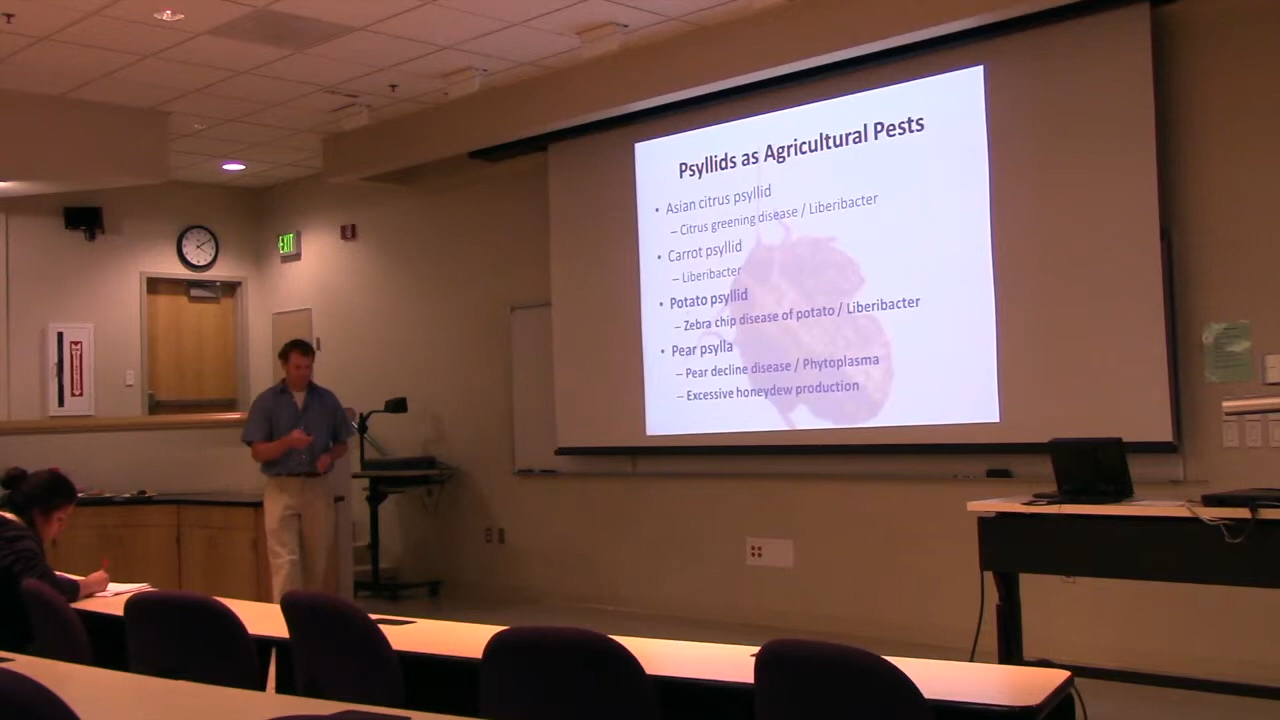 Psyllids as Agricultural Pests
• Asian citrus psyllid
– Citrus greening disease / Liberibacter
• Carrot psyllid
– Liberibacter
• Potato psyllid
– Zebra chip disease of potato / Liberibacter
• Pear psylla
– Pear decline disease / Phytoplasma
– Excessive honeydew production
EXIT